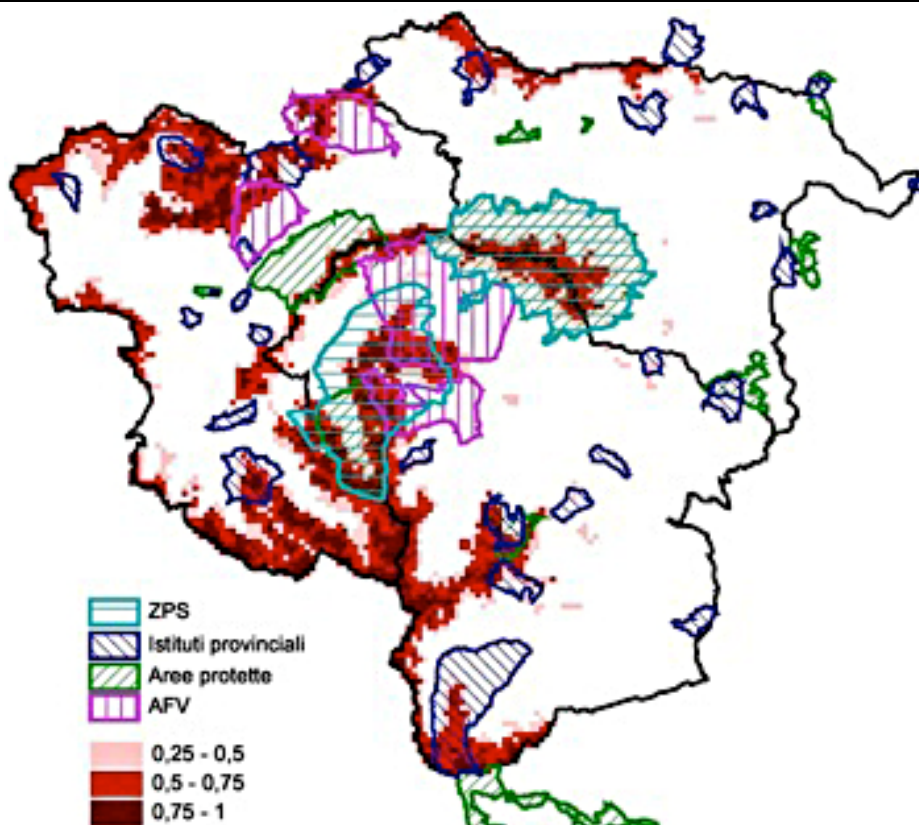 ZPS
Istituti provinciali
Aree protette
AFV
0,25 - 0,5
0,5 - 0,75
0,75 - 1